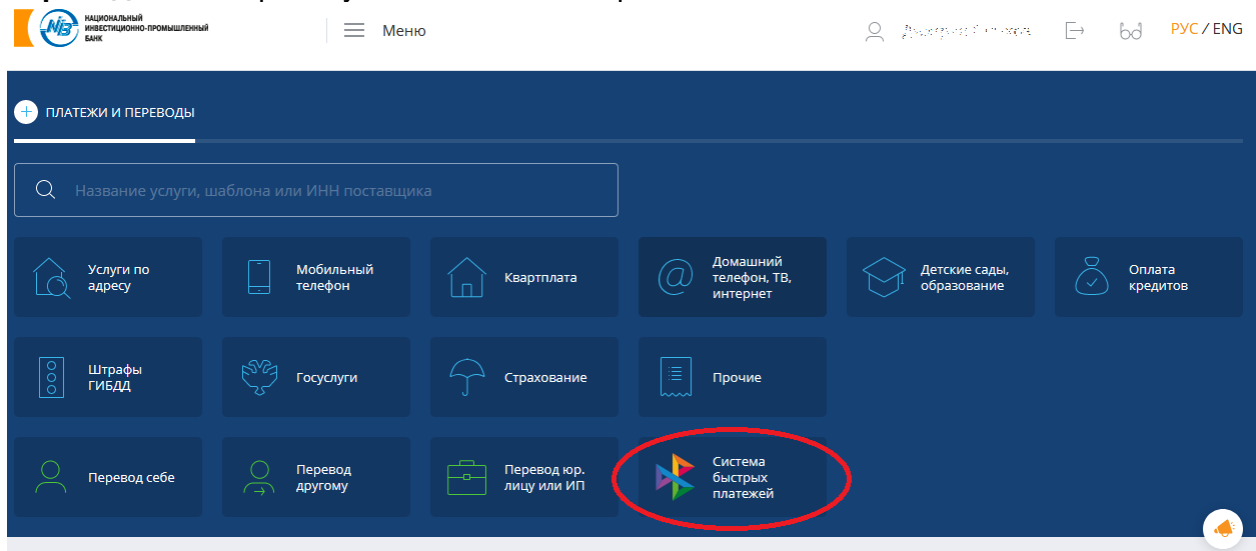 NIB
НАЦИОНАЛЬНЫЙ
ИНВЕСТИЦИОННО-ПРОМЫШЛЕННЫЙ
БАНК
Меню
РУС / ENG
ПЛАТЕЖИ И ПЕРЕВОДЫ
Название услуги, шаблона или ИНН поставщика
Услуги по
адресу
Мобильный
телефон
Квартплата
Домашний
телефон, ТВ,
интернет
Детские сады,
образование
Оплата
кредитов
Штрафы
ГИБДД
Госуслуги
Страхование
Прочие
Перевод себе
Перевод
другому
Перевод юр.
лицу или ИП
Система
быстрых
платежей